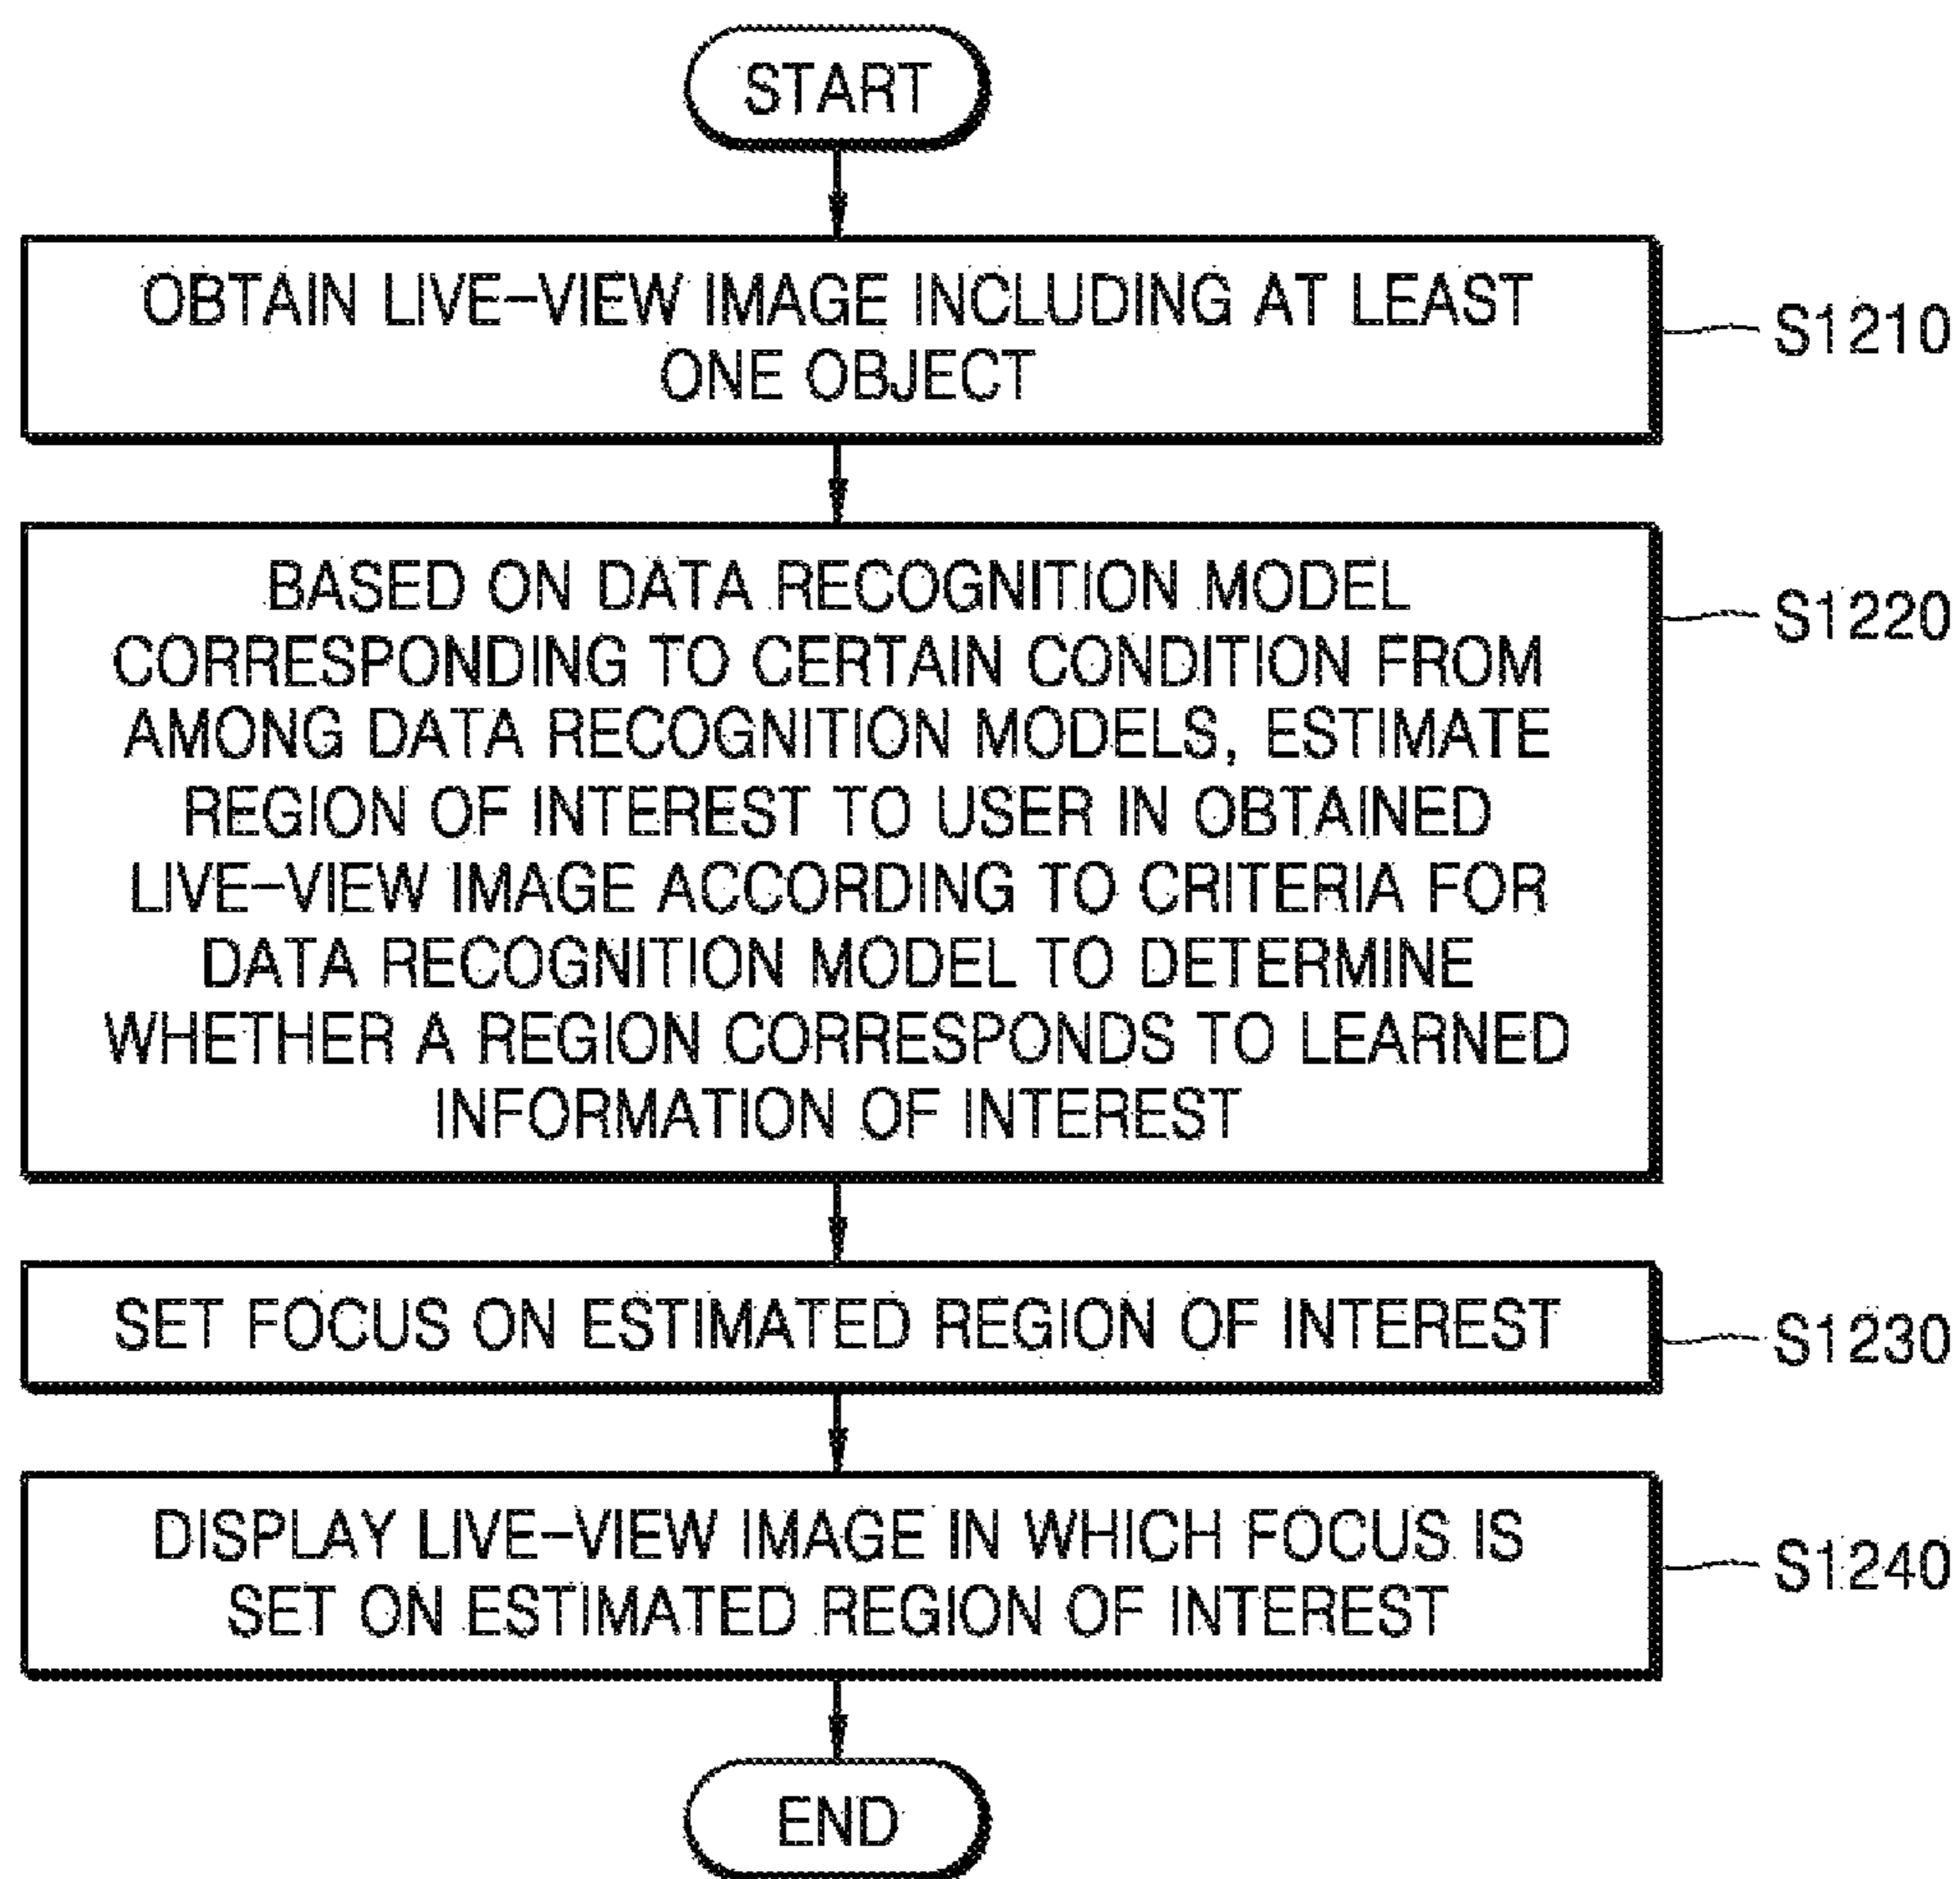 START
OBTAIN LIVE-VIEW IMAGE INCLUDING AT LEAST
ONE OBJECT
S1210
BASED ON DATA RECOGNITION MODEL
CORRESPONDING TO CERTAIN CONDITION FROM
AMONG DATA RECOGNITION MODELS, ESTIMATE
REGION OF INTEREST TO USER IN OBTAINED
LIVE-VIEW IMAGE ACCORDING TO CRITERIA FOR
DATA RECOGNITION MODEL TO DETERMINE
WHETHER A REGION CORRESPONDS TO LEARNED
INFORMATION OF INTEREST
S1220
SET FOCUS ON ESTIMATED REGION OF INTEREST
S1230
DISPLAY LIVE-VIEW IMAGE IN WHICH FOCUS IS
SET ON ESTIMATED REGION OF INTEREST
S1240
END